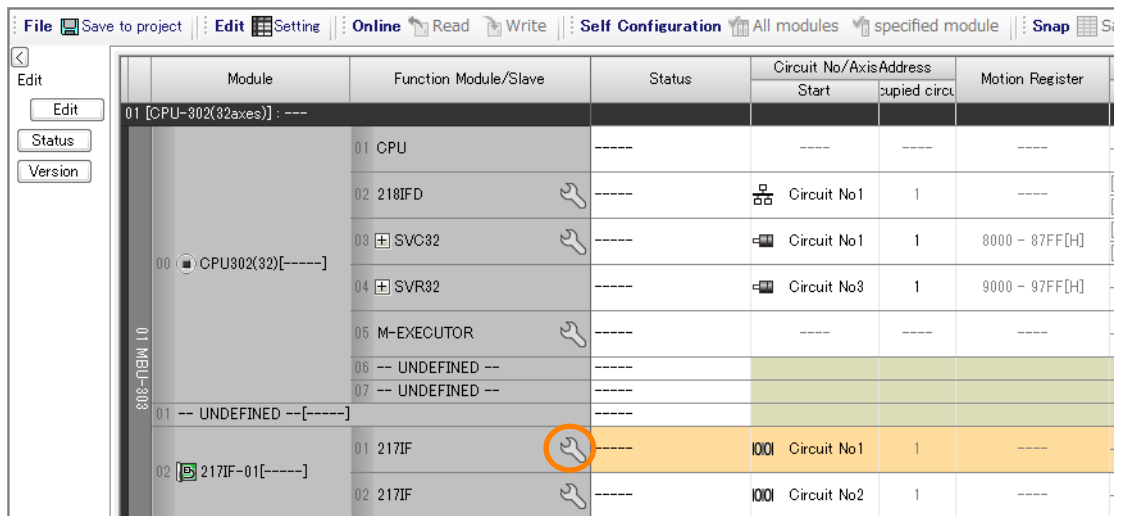 File Save to project Edit Setting Online Read Write Self Configuration All modules specified module Snap
Edit
Edit
Status
Version
Module Function Module/Slave Status Circuit No/AxisAddress Motion Register
Start cupied circu
01 [CPU-302(32axes)] : ---
01 MBU-303
00 CPU302(32)[-----]
01 CPU ----- ---- ---- ----
02 218IFD ----- Circuit No1 1 ----
03 + SVC32 ----- Circuit No1 1 8000 - 87FF[H]
04 + SVR32 ----- Circuit No3 1 9000 - 97FF[H]
05 M-EXECUTOR ----- ---- ---- ----
06 -- UNDEFINED -- -----
07 -- UNDEFINED -- -----
01 -- UNDEFINED --[-----] -----
02 217IF-01[-----]
01 217IF ----- Circuit No1 1 ----
02 217IF ----- Circuit No2 1 ----